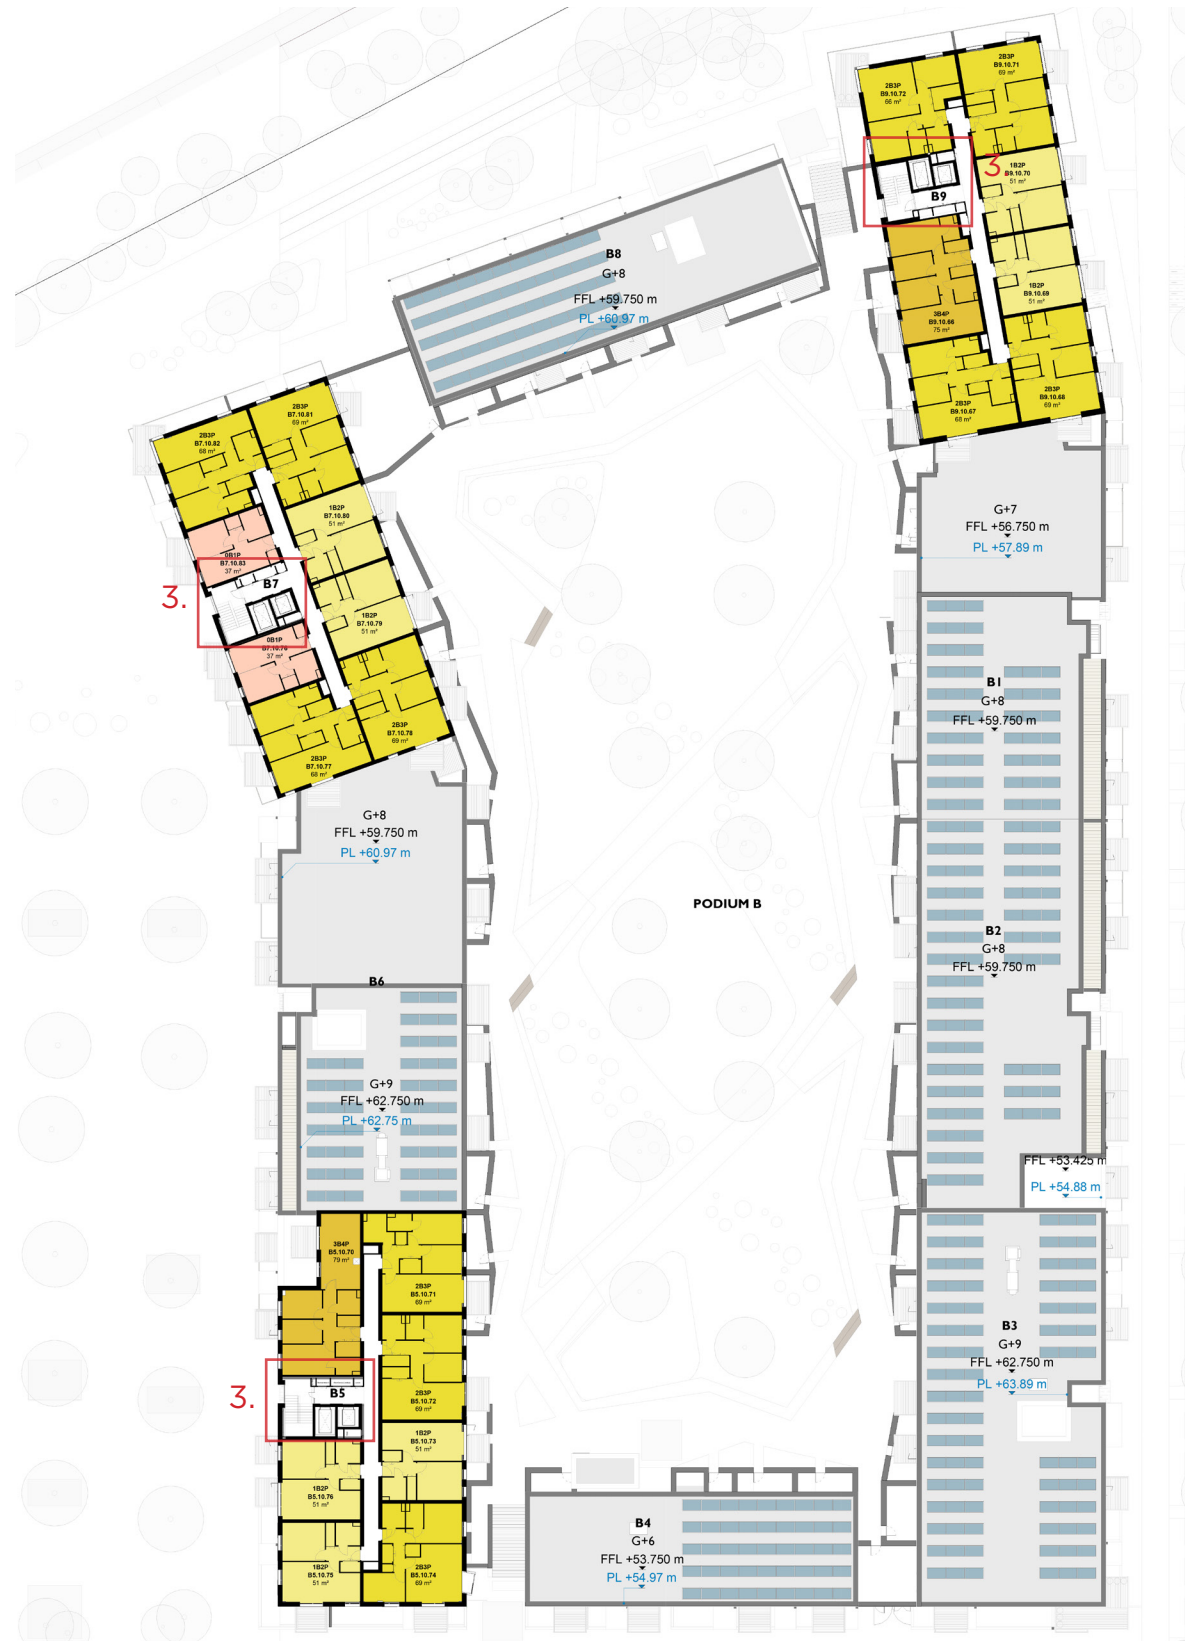 2B3P
B9.10.71
69 m²
2B3P
B9.10.72
66 m²
3
1B2P
B9.10.70
51 m²
B9
B8
G+8
FFL +59.750 m
PL +60.97 m
1B2P
B9.10.69
51 m²
3B4P
B9.10.66
75 m²
2B3P
B9.10.68
69 m²
2B3P
B9.10.67
68 m²
2B3P
B7.10.81
69 m²
2B3P
B7.10.82
68 m²
1B2P
B7.10.80
51 m²
0B1P
B7.10.83
37 m²
B7
3.
1B2P
B7.10.79
51 m²
0B1P
B7.10.76
37 m²
2B3P
B7.10.78
69 m²
2B3P
B7.10.77
68 m²
G+7
FFL +56.750 m
PL +57.89 m
B1
G+8
FFL +59.750 m
G+8
FFL +59.750 m
PL +60.97 m
PODIUM B
B2
G+8
FFL +59.750 m
B6
G+9
FFL +62.750 m
PL +62.75 m
FFL +53.425 m
PL +54.88 m
3B4P
B5.10.70
79 m²
2B3P
B5.10.71
69 m²
B3
G+9
FFL +62.750 m
PL +63.89 m
3.
B5
2B3P
B5.10.72
69 m²
1B2P
B5.10.73
51 m²
1B2P
B5.10.76
51 m²
B4
G+6
FFL +53.750 m
PL +54.97 m
1B2P
B5.10.75
51 m²
2B3P
B5.10.74
69 m²